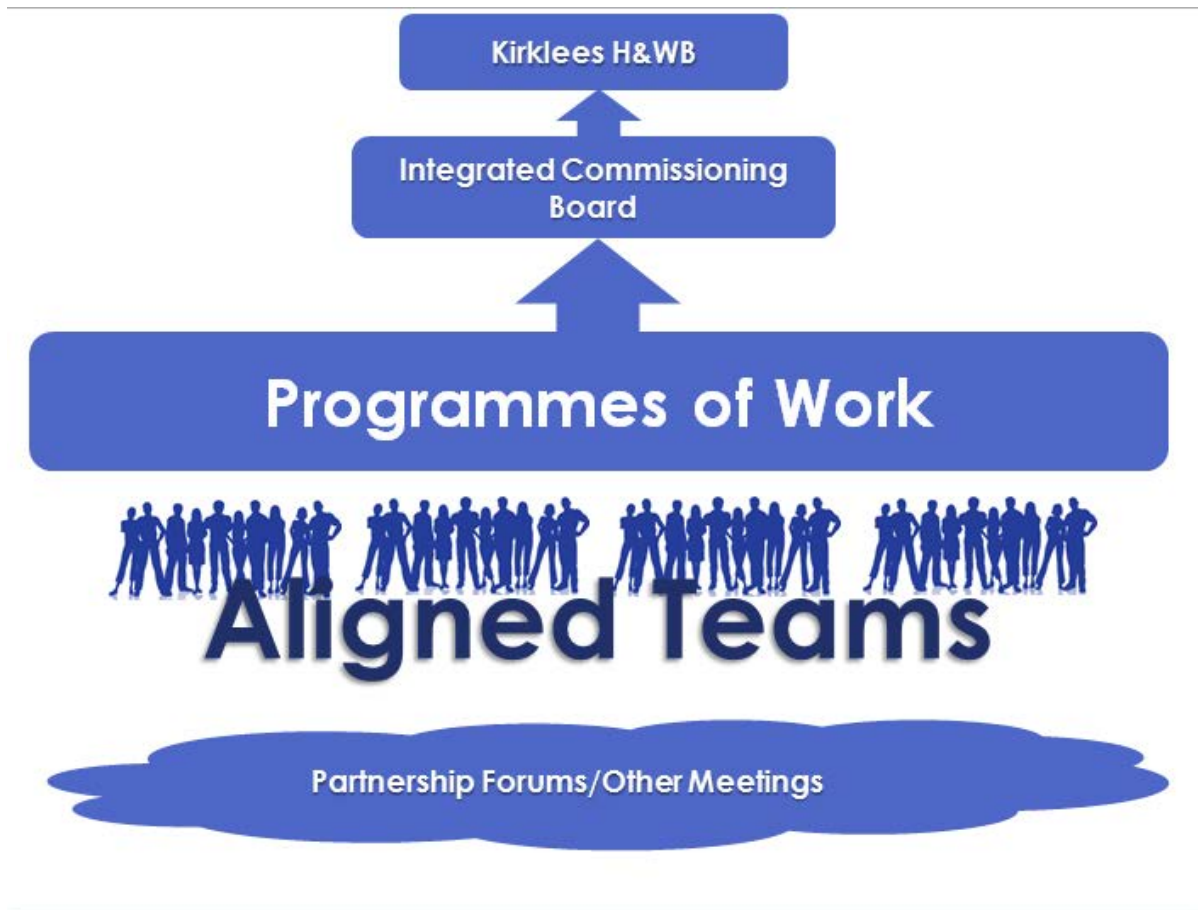 Kirklees H&WB
Integrated Commissioning
Board
Programmes of Work
Aligned Teams
Partnership Forums/Other Meetings